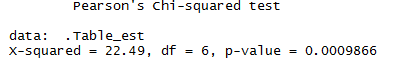 Pearson's Chi-squared test
data:  .Table_est
X-squared = 22.49, df = 6, p-value = 0.0009866